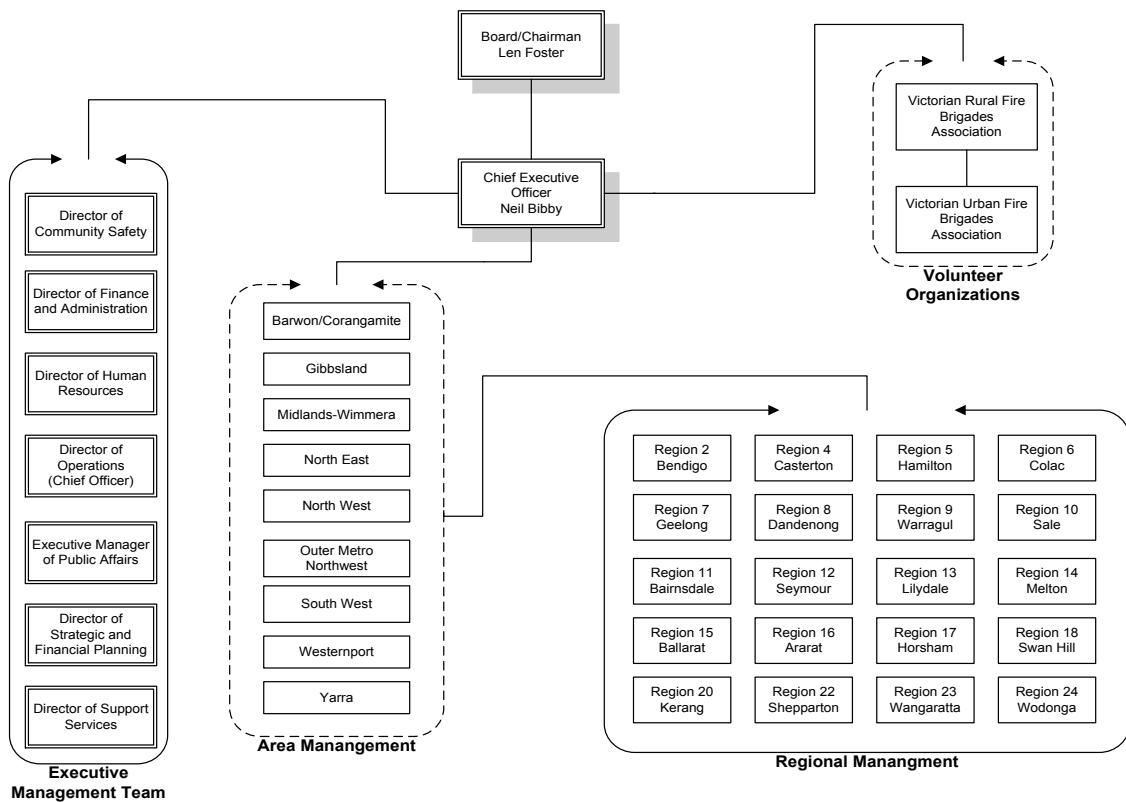 Board/Chairman
Len Foster
Chief Executive
Officer
Neil Bibby
Victorian Rural Fire
Brigades
Association
Victorian Urban Fire
Brigades
Association
Volunteer
Organizations
Director of
Community Safety
Director of Finance
and Administration
Director of Human
Resources
Director of
Operations
(Chief Officer)
Executive Manager
of Public Affairs
Director of
Strategic and
Financial Planning
Director of Support
Services
Executive
Management Team
Barwon/Corangamite
Gibbsland
Midlands-Wimmera
North East
North West
Outer Metro
Northwest
South West
Westernport
Yarra
Area Manangement
Region 2
Bendigo
Region 4
Casterton
Region 5
Hamilton
Region 6
Colac
Region 7
Geelong
Region 8
Dandenong
Region 9
Warragul
Region 10
Sale
Region 11
Bairnsdale
Region 12
Seymour
Region 13
Lilydale
Region 14
Melton
Region 15
Ballarat
Region 16
Ararat
Region 17
Horsham
Region 18
Swan Hill
Region 20
Kerang
Region 22
Shepparton
Region 23
Wangaratta
Region 24
Wodonga
Regional Manangment